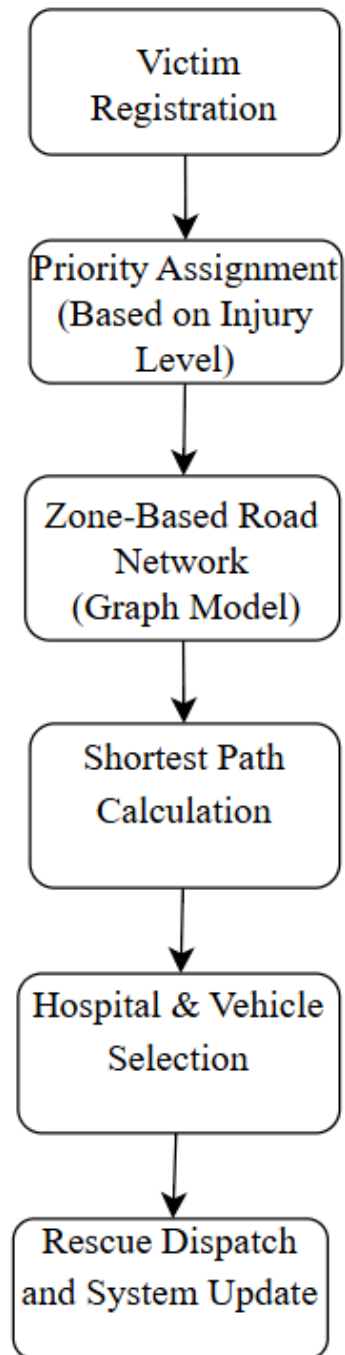 Victim
Registration
Priority Assignment
(Based on Injury
Level)
Zone-Based Road
Network
(Graph Model)
Shortest Path
Calculation
Hospital & Vehicle
Selection
Rescue Dispatch
and System Update